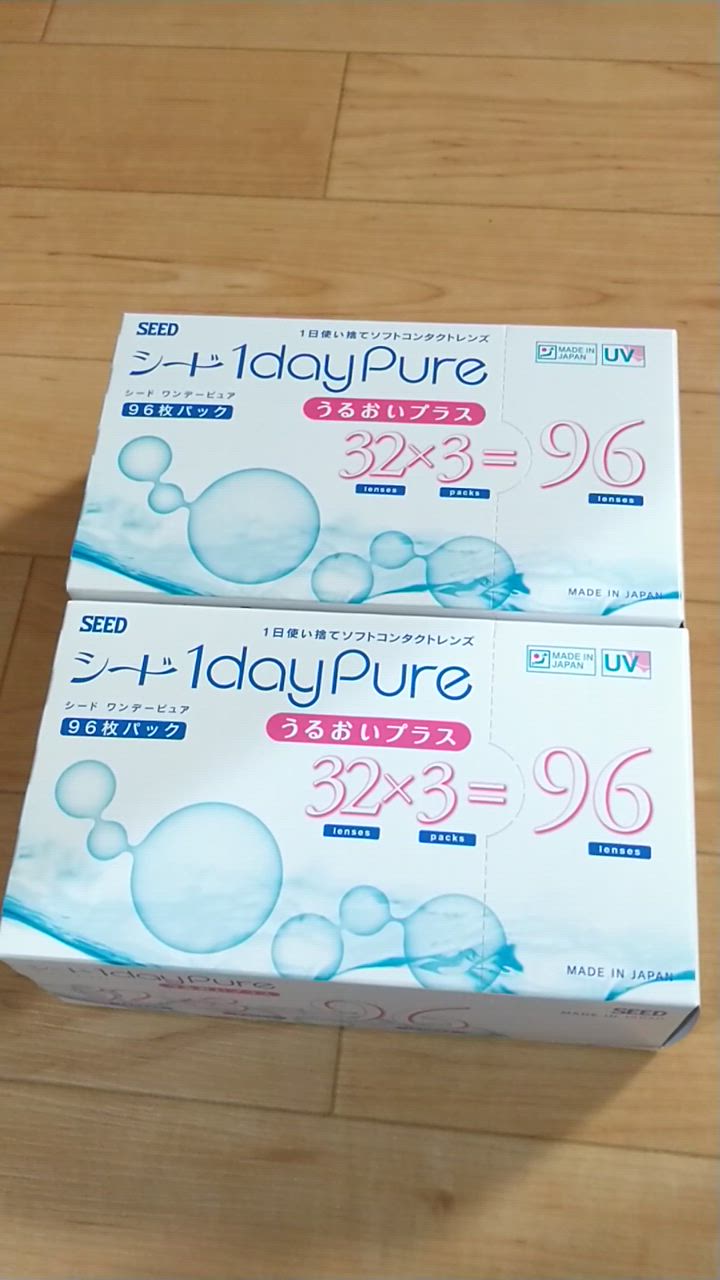 SEED
1日使い捨てソフトコンタクトレンズ
シード 1dayPure
シード ワンデーピュア
96枚パック
うるおいプラス
MADE IN
JAPAN
UV
32×3=96
lenses packs lenses
MADE IN JAPAN
SEED
1日使い捨てソフトコンタクトレンズ
シード 1dayPure
シード ワンデーピュア
96枚パック
うるおいプラス
MADE IN
JAPAN
UV
32×3=96
lenses packs lenses
MADE IN JAPAN
1dayPure
96
SEED
MADE IN JAPAN